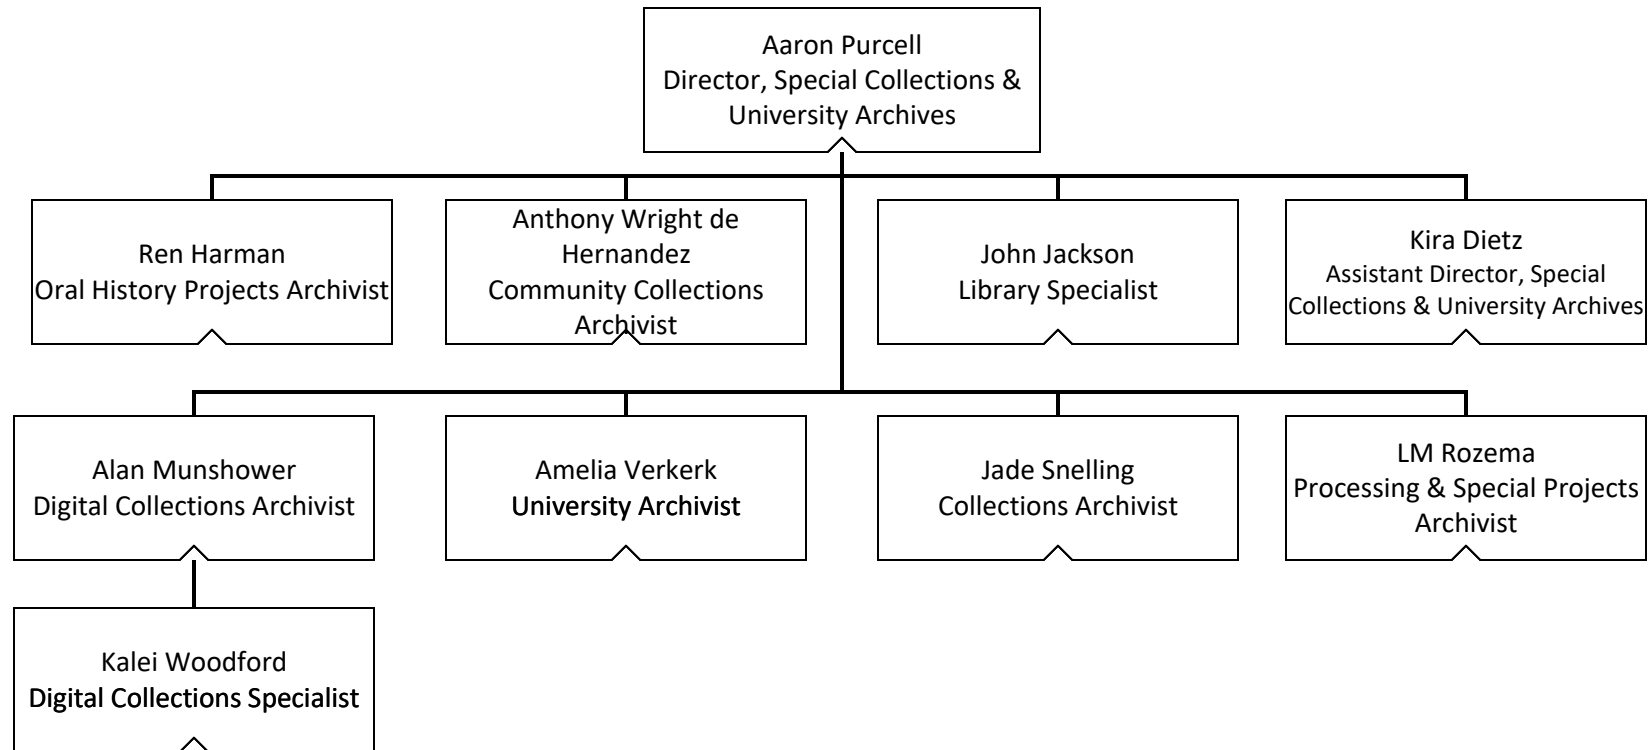 Aaron Purcell
Director, Special Collections &
University Archives
Ren Harman
Oral History Projects Archivist
Anthony Wright de
Hernandez
Community Collections
Archivist
John Jackson
Library Specialist
Kira Dietz
Assistant Director, Special
Collections & University Archives
Alan Munshower
Digital Collections Archivist
Amelia Verkerk
University Archivist
Jade Snelling
Collections Archivist
LM Rozema
Processing & Special Projects
Archivist
Kalei Woodford
Digital Collections Specialist